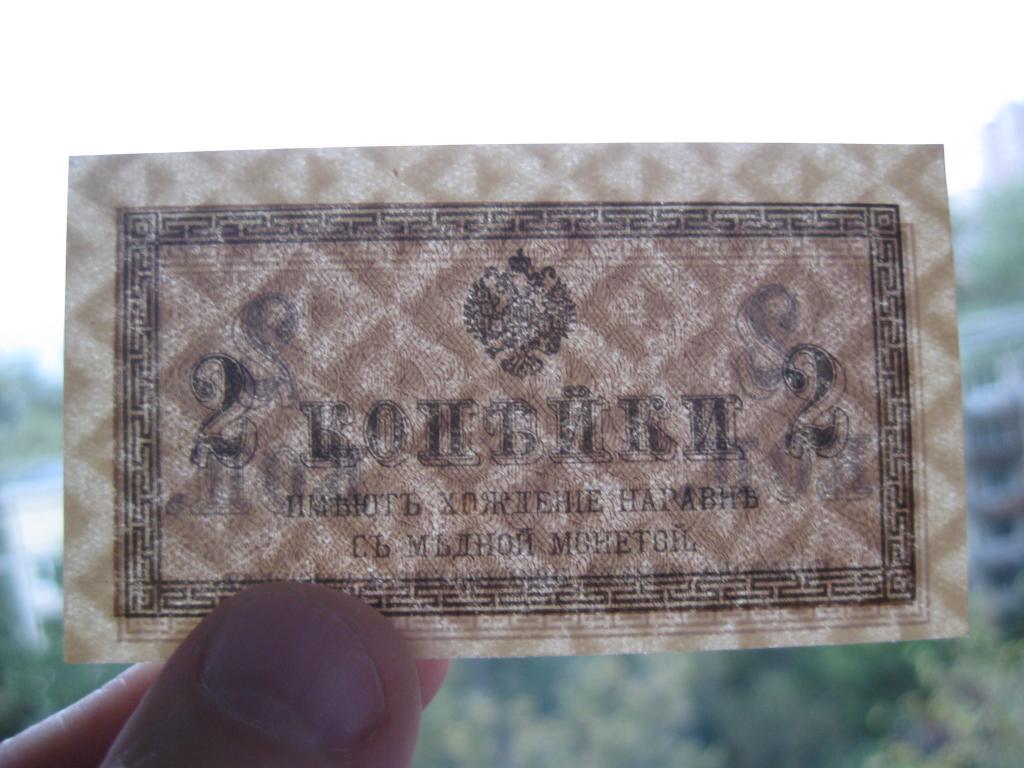 2 КОПѢЙКИ 2
ИМѢЮТЪ ХОЖДЕНІЕ НАРАВНѢ
СЪ МѢДНОЙ МОНЕТОЙ.